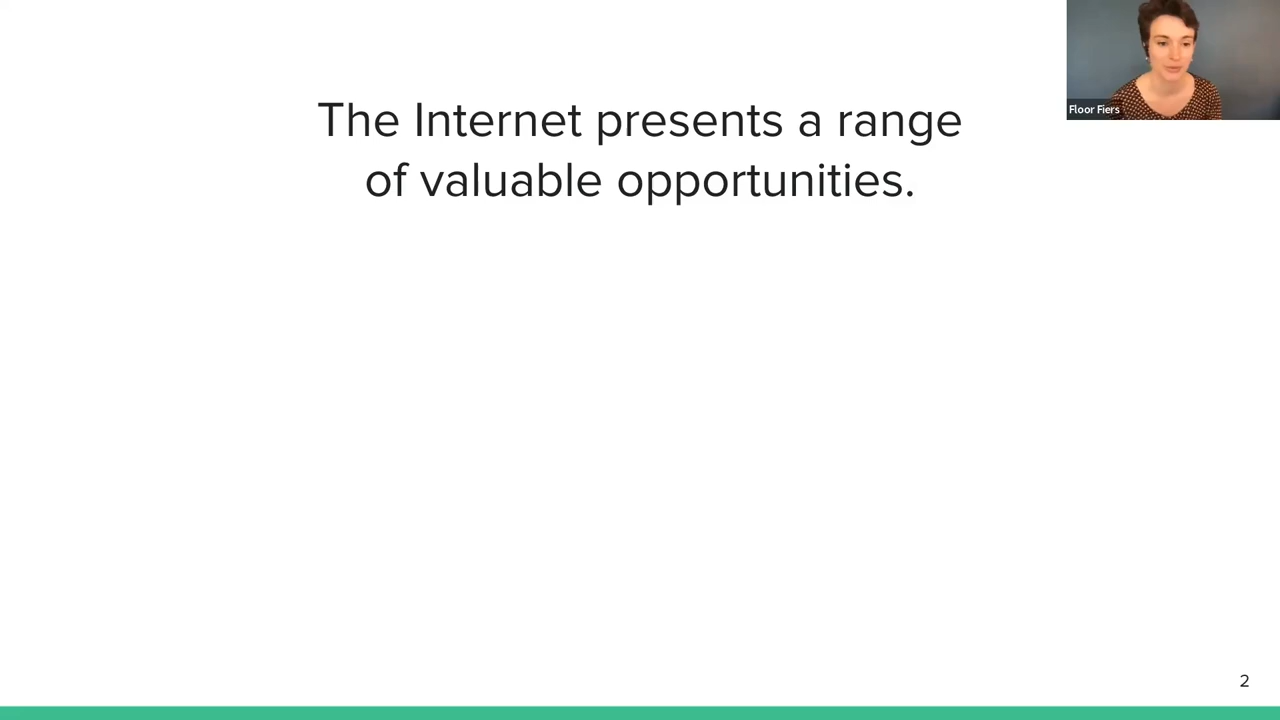 The Internet presents a range
of valuable opportunities.
Floor Fiers
2